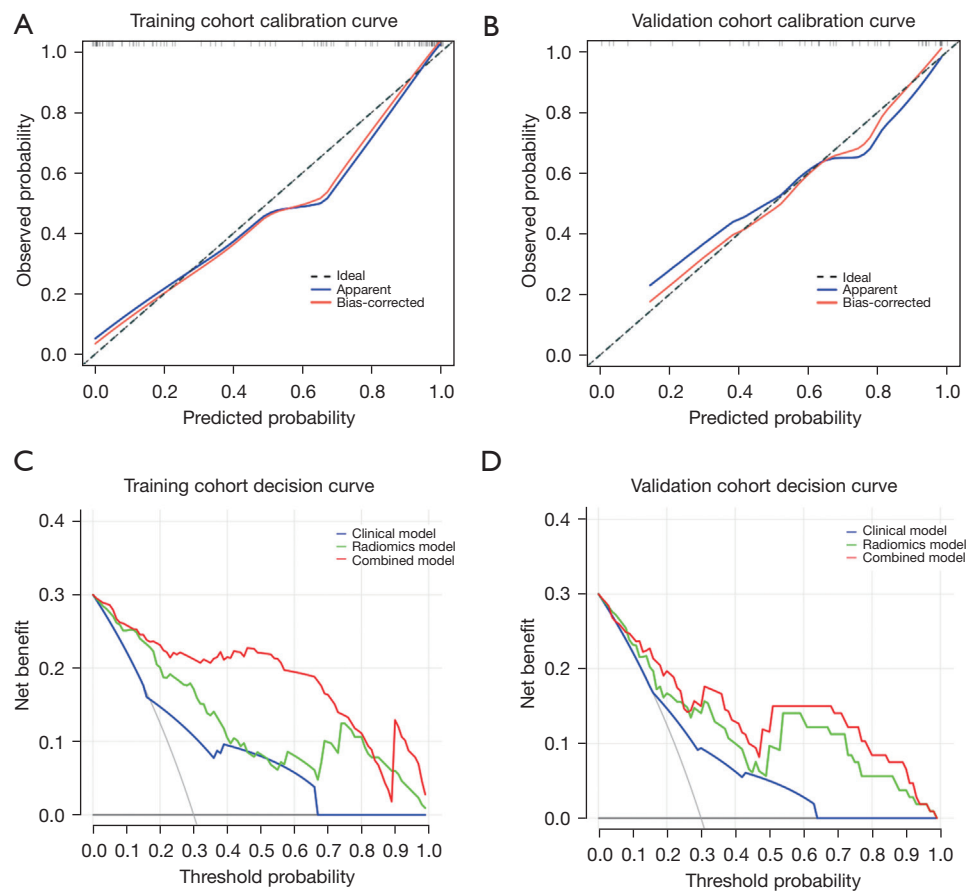 A
Training cohort calibration curve
Observed probability
1.0
0.8
0.6
0.4
0.2
0.0
Ideal
Apparent
Bias-corrected
0.0 0.2 0.4 0.6 0.8 1.0
Predicted probability
B
Validation cohort calibration curve
Observed probability
1.0
0.8
0.6
0.4
0.2
0.0
Ideal
Apparent
Bias-corrected
0.0 0.2 0.4 0.6 0.8 1.0
Predicted probability
C
Training cohort decision curve
Net benefit
0.4
0.3
0.2
0.1
0.0
Clinical model
Radiomics model
Combined model
0.0 0.1 0.2 0.3 0.4 0.5 0.6 0.7 0.8 0.9 1.0
Threshold probability
D
Validation cohort decision curve
Net benefit
0.4
0.3
0.2
0.1
0.0
Clinical model
Radiomics model
Combined model
0.0 0.1 0.2 0.3 0.4 0.5 0.6 0.7 0.8 0.9 1.0
Threshold probability